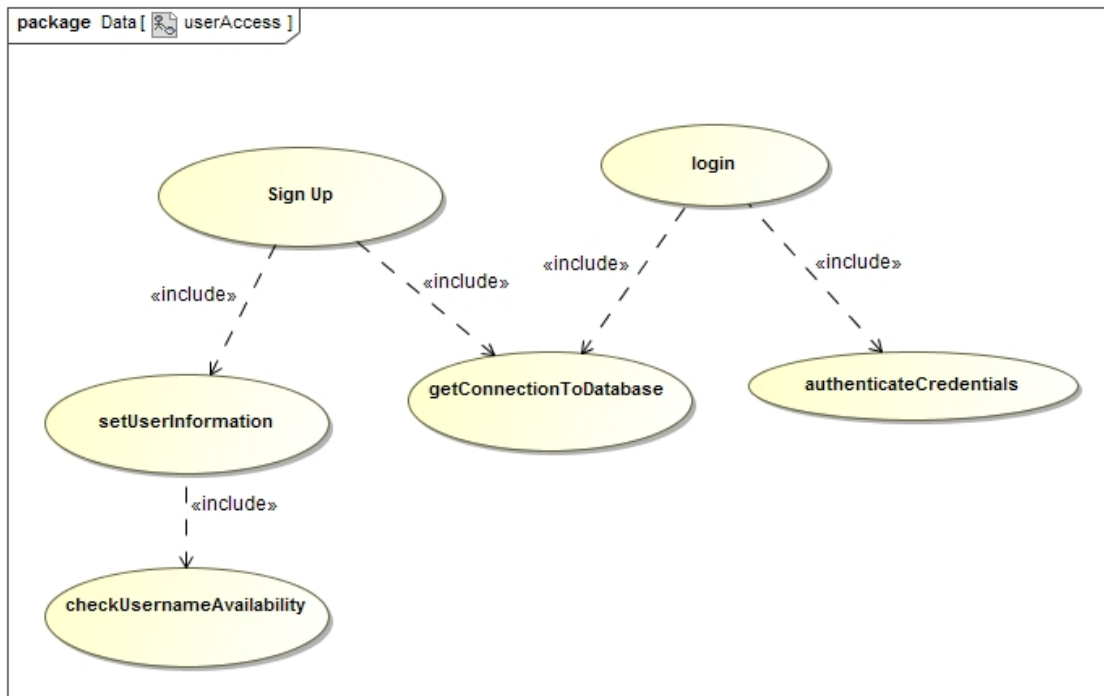 package Data [ userAccess ]
login
Sign Up
«include»
«include»
«include»
«include»
getConnectionToDatabase
authenticateCredentials
setUserInformation
«include»
checkUsernameAvailability